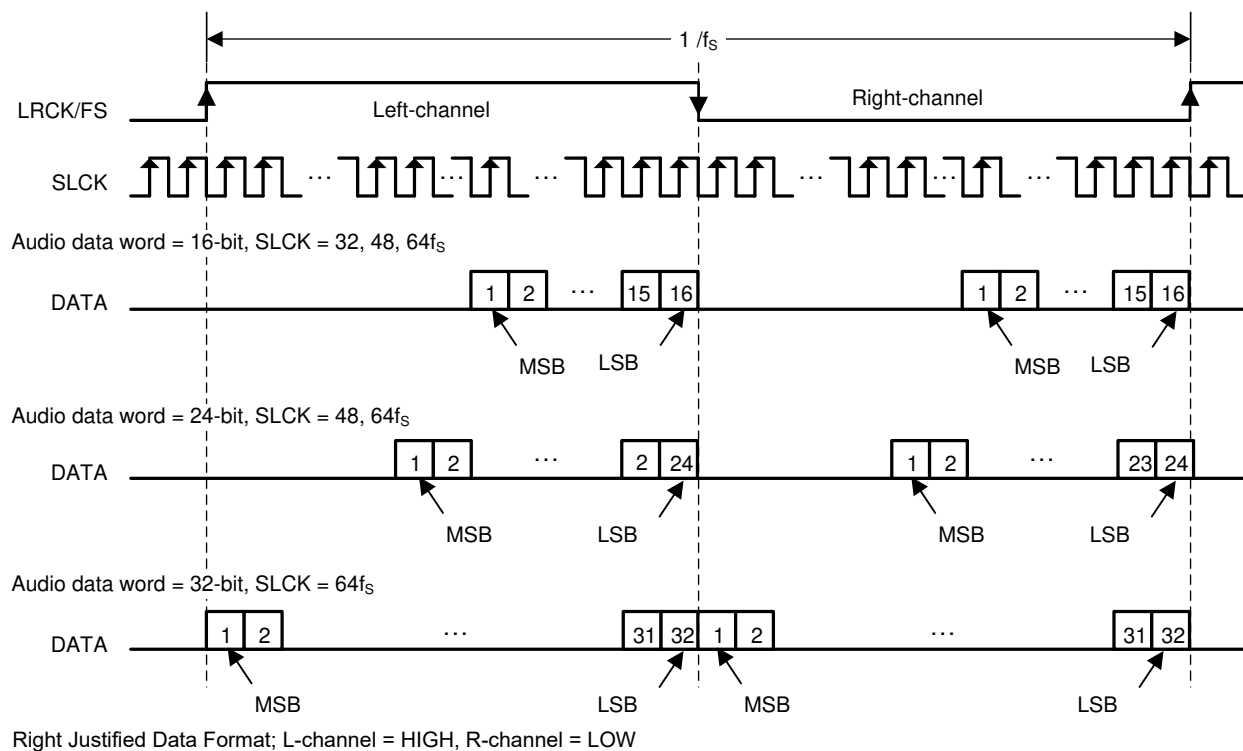 1 /fS
LRCK/FS
Left-channel
Right-channel
SLCK
... ... ... ... ... ...
Audio data word = 16-bit, SLCK = 32, 48, 64fS
DATA
1 2 ... 15 16 1 2 ... 15 16
MSB LSB MSB LSB
Audio data word = 24-bit, SLCK = 48, 64fS
DATA
1 2 ... 2 24 1 2 ... 23 24
MSB LSB MSB LSB
Audio data word = 32-bit, SLCK = 64fS
DATA
1 2 ... 31 32 1 2 ... 31 32
MSB LSB MSB LSB
Right Justified Data Format; L-channel = HIGH, R-channel = LOW